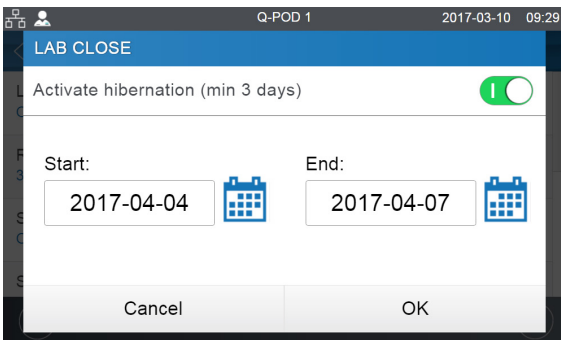 Q-POD 1 2017-03-10 09:29
LAB CLOSE
Activate hibernation (min 3 days)
Start: End:
2017-04-04 2017-04-07
Cancel OK